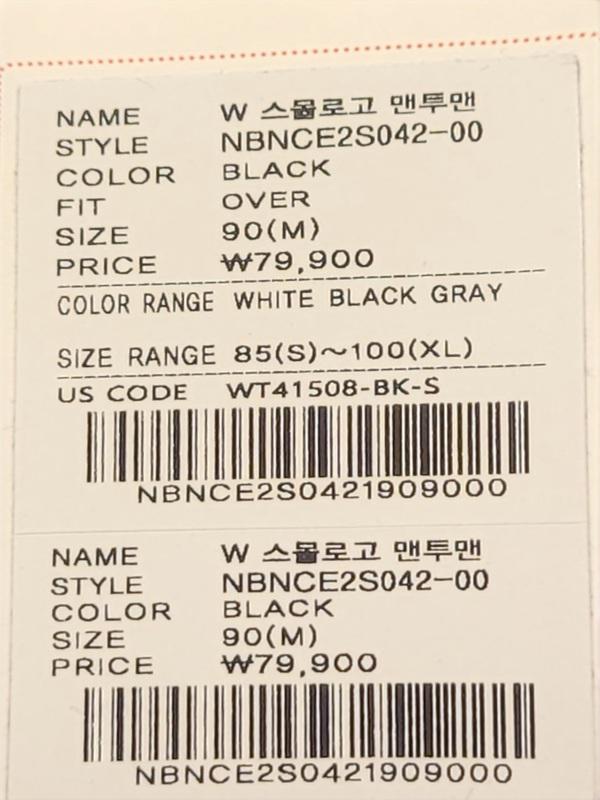 NAME W 스몰로고 맨투맨
STYLE NBNCE2S042-00
COLOR BLACK
FIT OVER
SIZE 90(M)
PRICE ₩79,900
COLOR RANGE WHITE BLACK GRAY
SIZE RANGE 85(S)~100(XL)
US CODE WT41508-BK-S
NBNCE2S0421909000
NAME W 스몰로고 맨투맨
STYLE NBNCE2S042-00
COLOR BLACK
SIZE 90(M)
PRICE ₩79,900
NBNCE2S0421909000